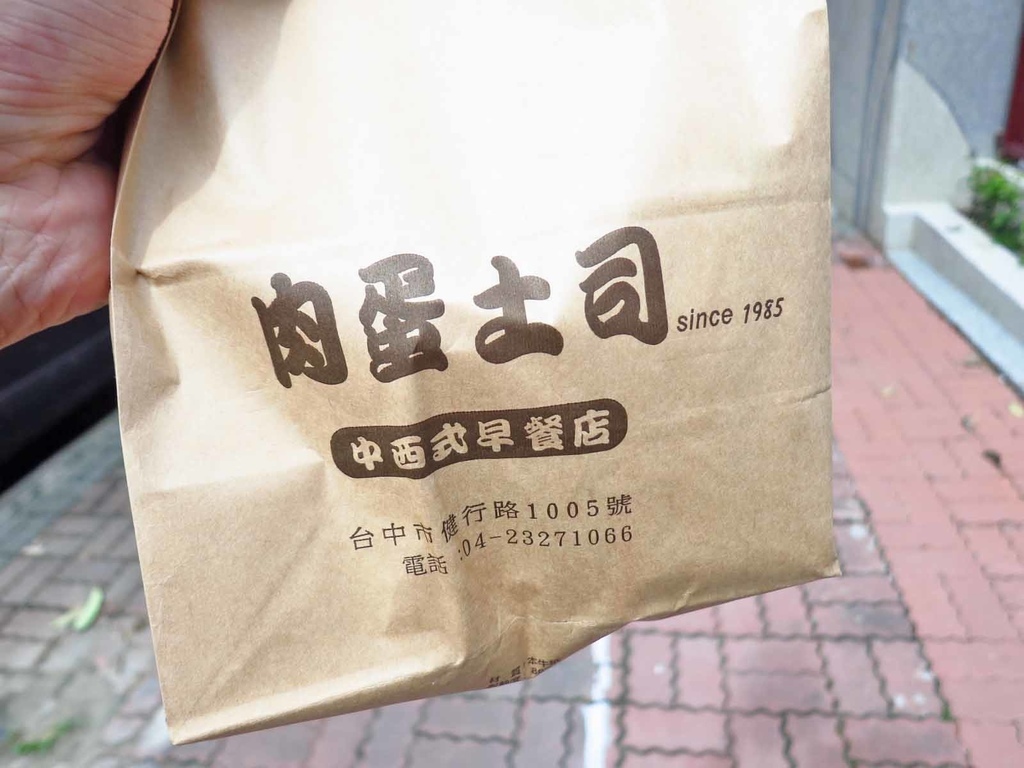 肉蛋土司 since 1985
中西式早餐店
台中市健行路1005號
電話:04-23271066